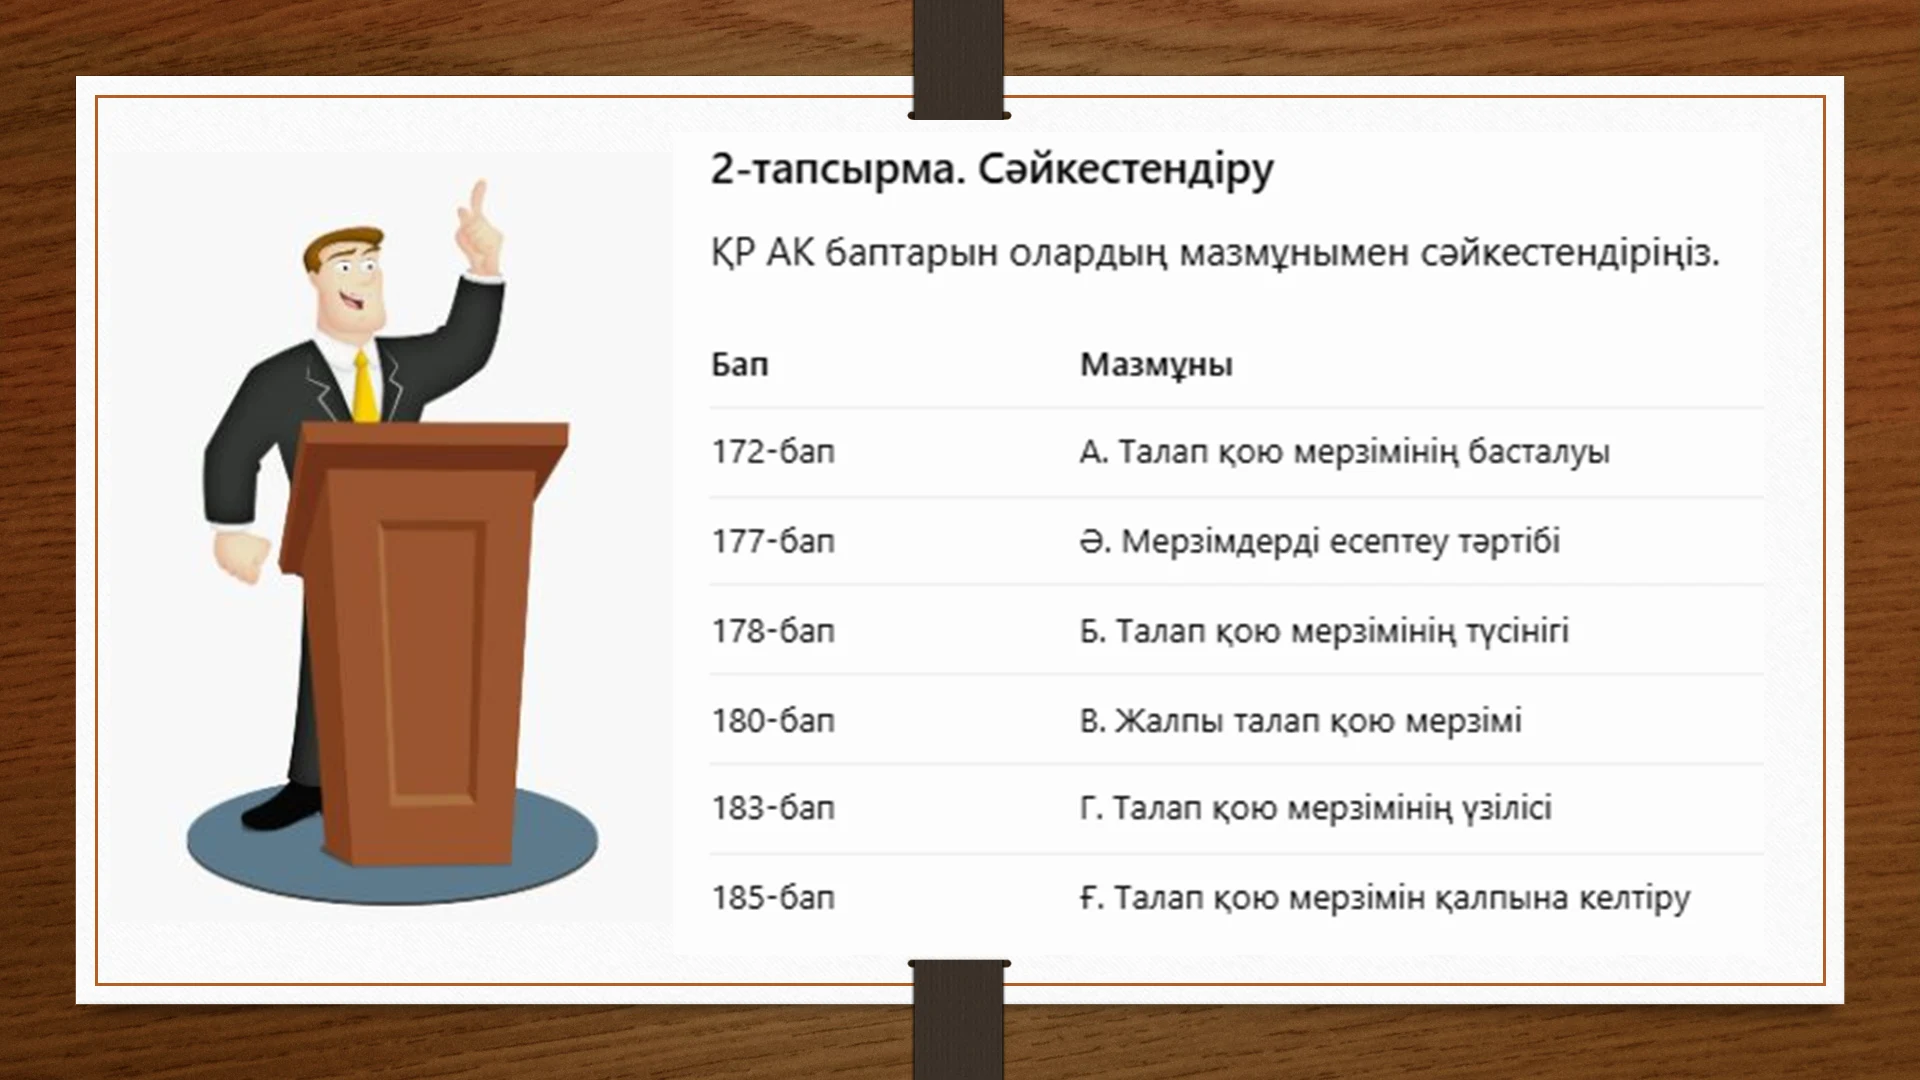 2-тапсырма. Сәйкестендіру
ҚР АК баптарын олардың мазмұнымен сәйкестендіріңіз.
Бап Мазмұны
172-бап А. Талап қою мерзімінің басталуы
177-бап Ә. Мерзімдерді есептеу тәртібі
178-бап Б. Талап қою мерзімінің түсінігі
180-бап В. Жалпы талап қою мерзімі
183-бап Г. Талап қою мерзімінің үзілісі
185-бап Ғ. Талап қою мерзімін қалпына келтіру